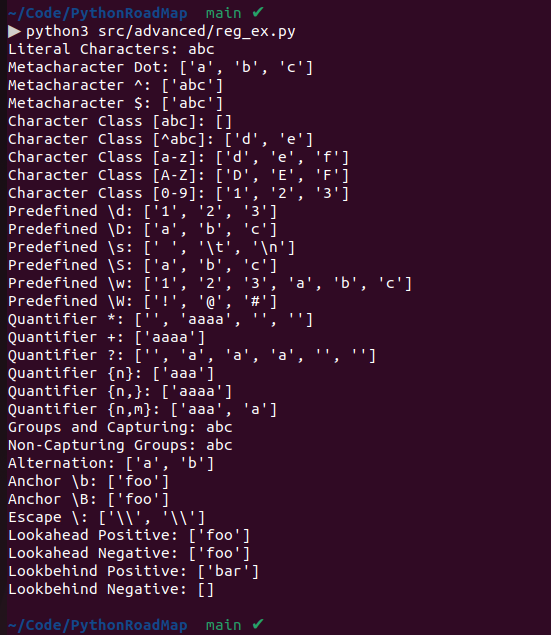 ~/Code/PythonRoadMap main ✔
▶ python3 src/advanced/reg_ex.py
Literal Characters: abc
Metacharacter Dot: ['a', 'b', 'c']
Metacharacter ^: ['abc']
Metacharacter $: ['abc']
Character Class [abc]: []
Character Class [^abc]: ['d', 'e']
Character Class [a-z]: ['d', 'e', 'f']
Character Class [A-Z]: ['D', 'E', 'F']
Character Class [0-9]: ['1', '2', '3']
Predefined \d: ['1', '2', '3']
Predefined \D: ['a', 'b', 'c']
Predefined \s: [' ', '\t', '\n']
Predefined \S: ['a', 'b', 'c']
Predefined \w: ['1', '2', '3', 'a', 'b', 'c']
Predefined \W: ['!', '@', '#']
Quantifier *: ['', 'aaaa', '', '']
Quantifier +: ['aaaa']
Quantifier ?: ['', 'a', 'a', 'a', '', '']
Quantifier {n}: ['aaa']
Quantifier {n,}: ['aaaa']
Quantifier {n,m}: ['aaa', 'a']
Groups and Capturing: abc
Non-Capturing Groups: abc
Alternation: ['a', 'b']
Anchor \b: ['foo']
Anchor \B: ['foo']
Escape \: ['\\', '\\']
Lookahead Positive: ['foo']
Lookahead Negative: ['foo']
Lookbehind Positive: ['bar']
Lookbehind Negative: []
~/Code/PythonRoadMap main ✔